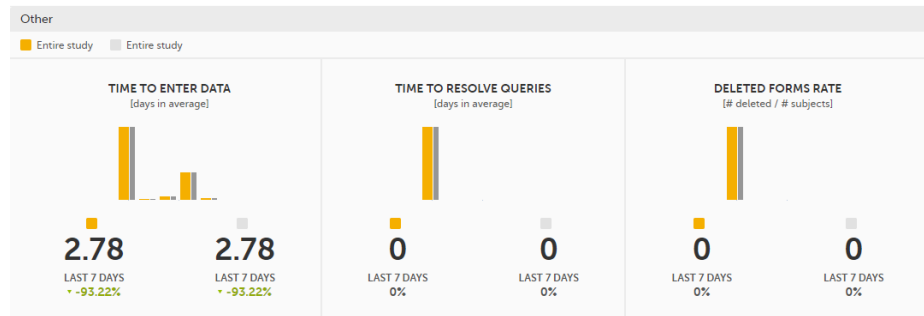 Other
Entire study Entire study
TIME TO ENTER DATA
[days in average]
2.78 2.78
LAST 7 DAYS LAST 7 DAYS
-93.22% -93.22%
TIME TO RESOLVE QUERIES
[days in average]
0 0
LAST 7 DAYS LAST 7 DAYS
0% 0%
DELETED FORMS RATE
[# deleted / # subjects]
0 0
LAST 7 DAYS LAST 7 DAYS
0% 0%